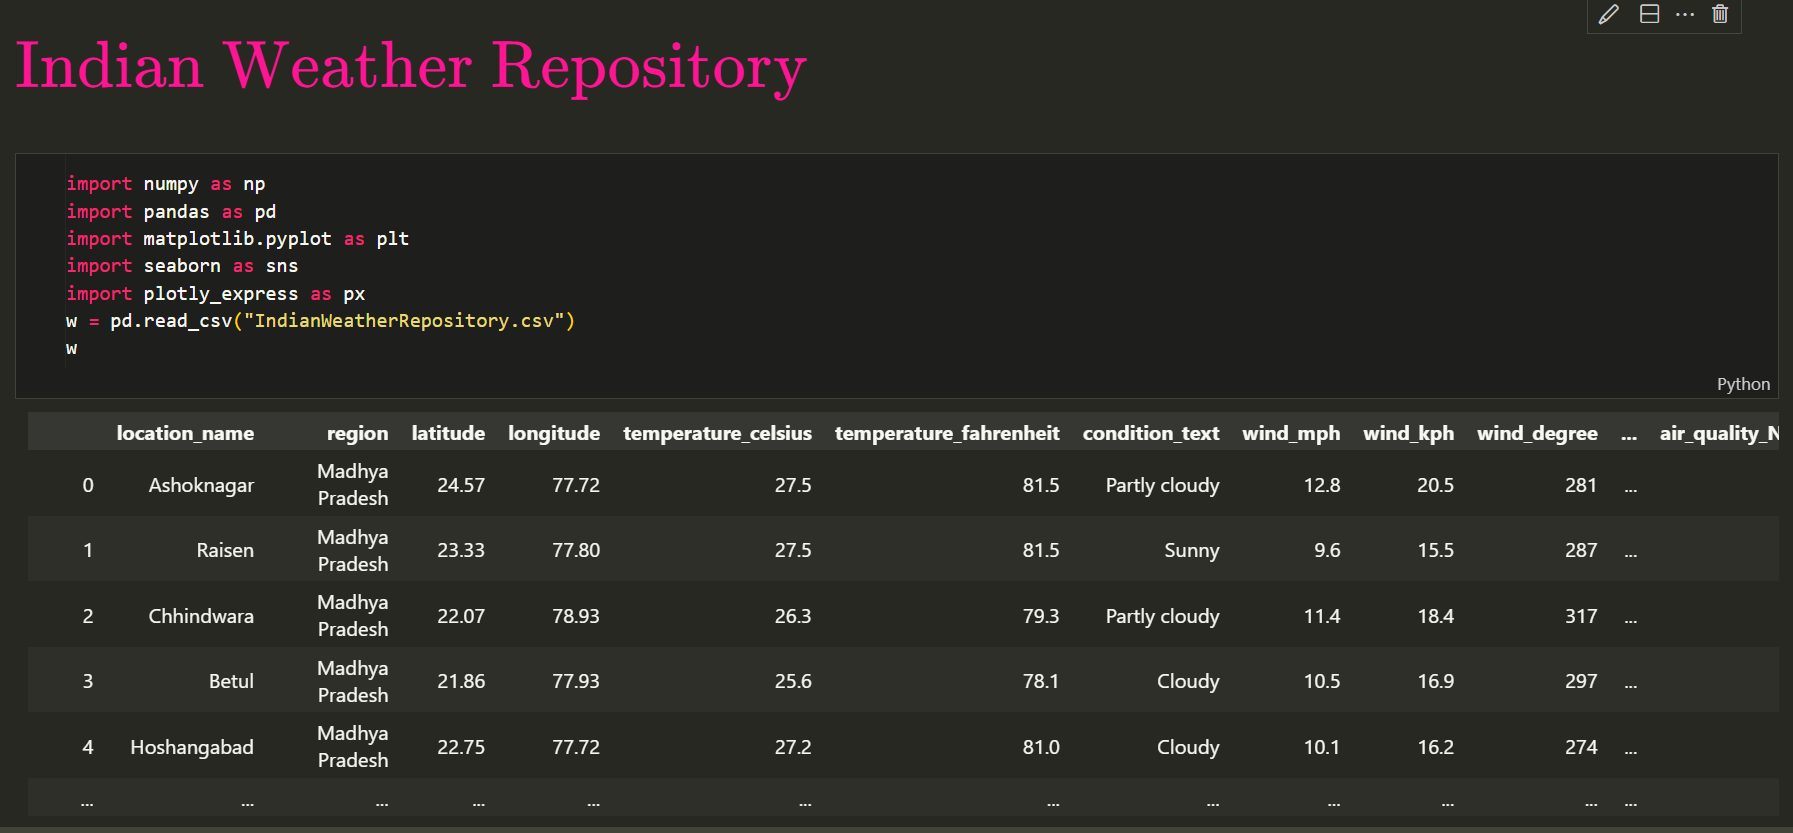 Indian Weather Repository
import numpy as np
import pandas as pd
import matplotlib.pyplot as plt
import seaborn as sns
import plotly_express as px
w = pd.read_csv("IndianWeatherRepository.csv")
w
Python
location_name region latitude longitude temperature_celsius temperature_fahrenheit condition_text wind_mph wind_kph wind_degree ... air_quality_N
0 Ashoknagar Madhya Pradesh 24.57 77.72 27.5 81.5 Partly cloudy 12.8 20.5 281 ...
1 Raisen Madhya Pradesh 23.33 77.80 27.5 81.5 Sunny 9.6 15.5 287 ...
2 Chhindwara Madhya Pradesh 22.07 78.93 26.3 79.3 Partly cloudy 11.4 18.4 317 ...
3 Betul Madhya Pradesh 21.86 77.93 25.6 78.1 Cloudy 10.5 16.9 297 ...
4 Hoshangabad Madhya Pradesh 22.75 77.72 27.2 81.0 Cloudy 10.1 16.2 274 ...
... ... ... ... ... ... ... ... ... ... ... ...